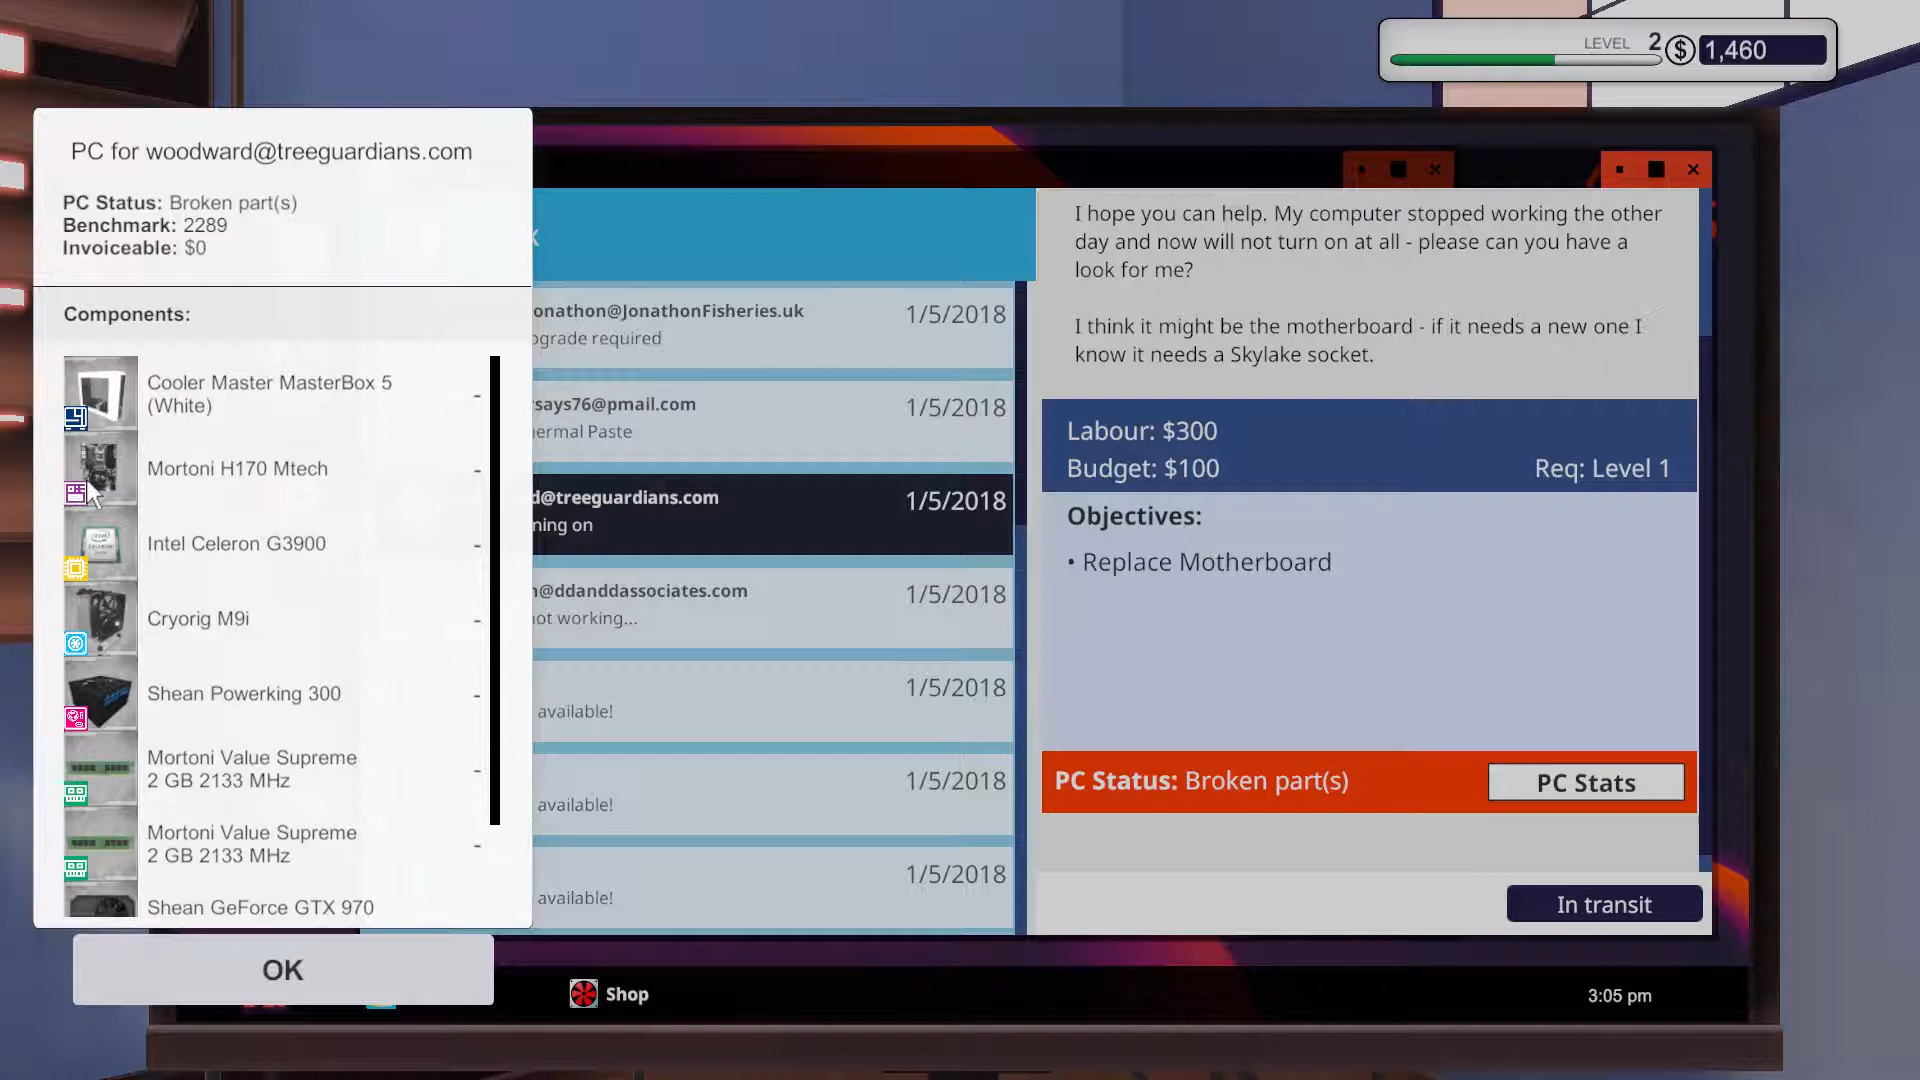 LEVEL 2
$ 1,460
PC for woodward@treeguardians.com
PC Status: Broken part(s)
Benchmark: 2289
Invoiceable: $0
Components:
Cooler Master MasterBox 5
(White)
-
Mortoni H170 Mtech
-
Intel Celeron G3900
-
Cryorig M9i
-
Shean Powerking 300
-
Mortoni Value Supreme
2 GB 2133 MHz
-
Mortoni Value Supreme
2 GB 2133 MHz
-
Shean GeForce GTX 970
OK
onathon@JonathonFisheries.uk
1/5/2018
pgrade required
rsays76@pmail.com
1/5/2018
hermal Paste
d@treeguardians.com
1/5/2018
ning on
n@ddanddassociates.com
1/5/2018
not working...
1/5/2018
available!
1/5/2018
available!
1/5/2018
available!
I hope you can help. My computer stopped working the other
day and now will not turn on at all - please can you have a
look for me?
I think it might be the motherboard - if it needs a new one I
know it needs a Skylake socket.
Labour: $300
Budget: $100
Req: Level 1
Objectives:
• Replace Motherboard
PC Status: Broken part(s)
PC Stats
In transit
Shop
3:05 pm